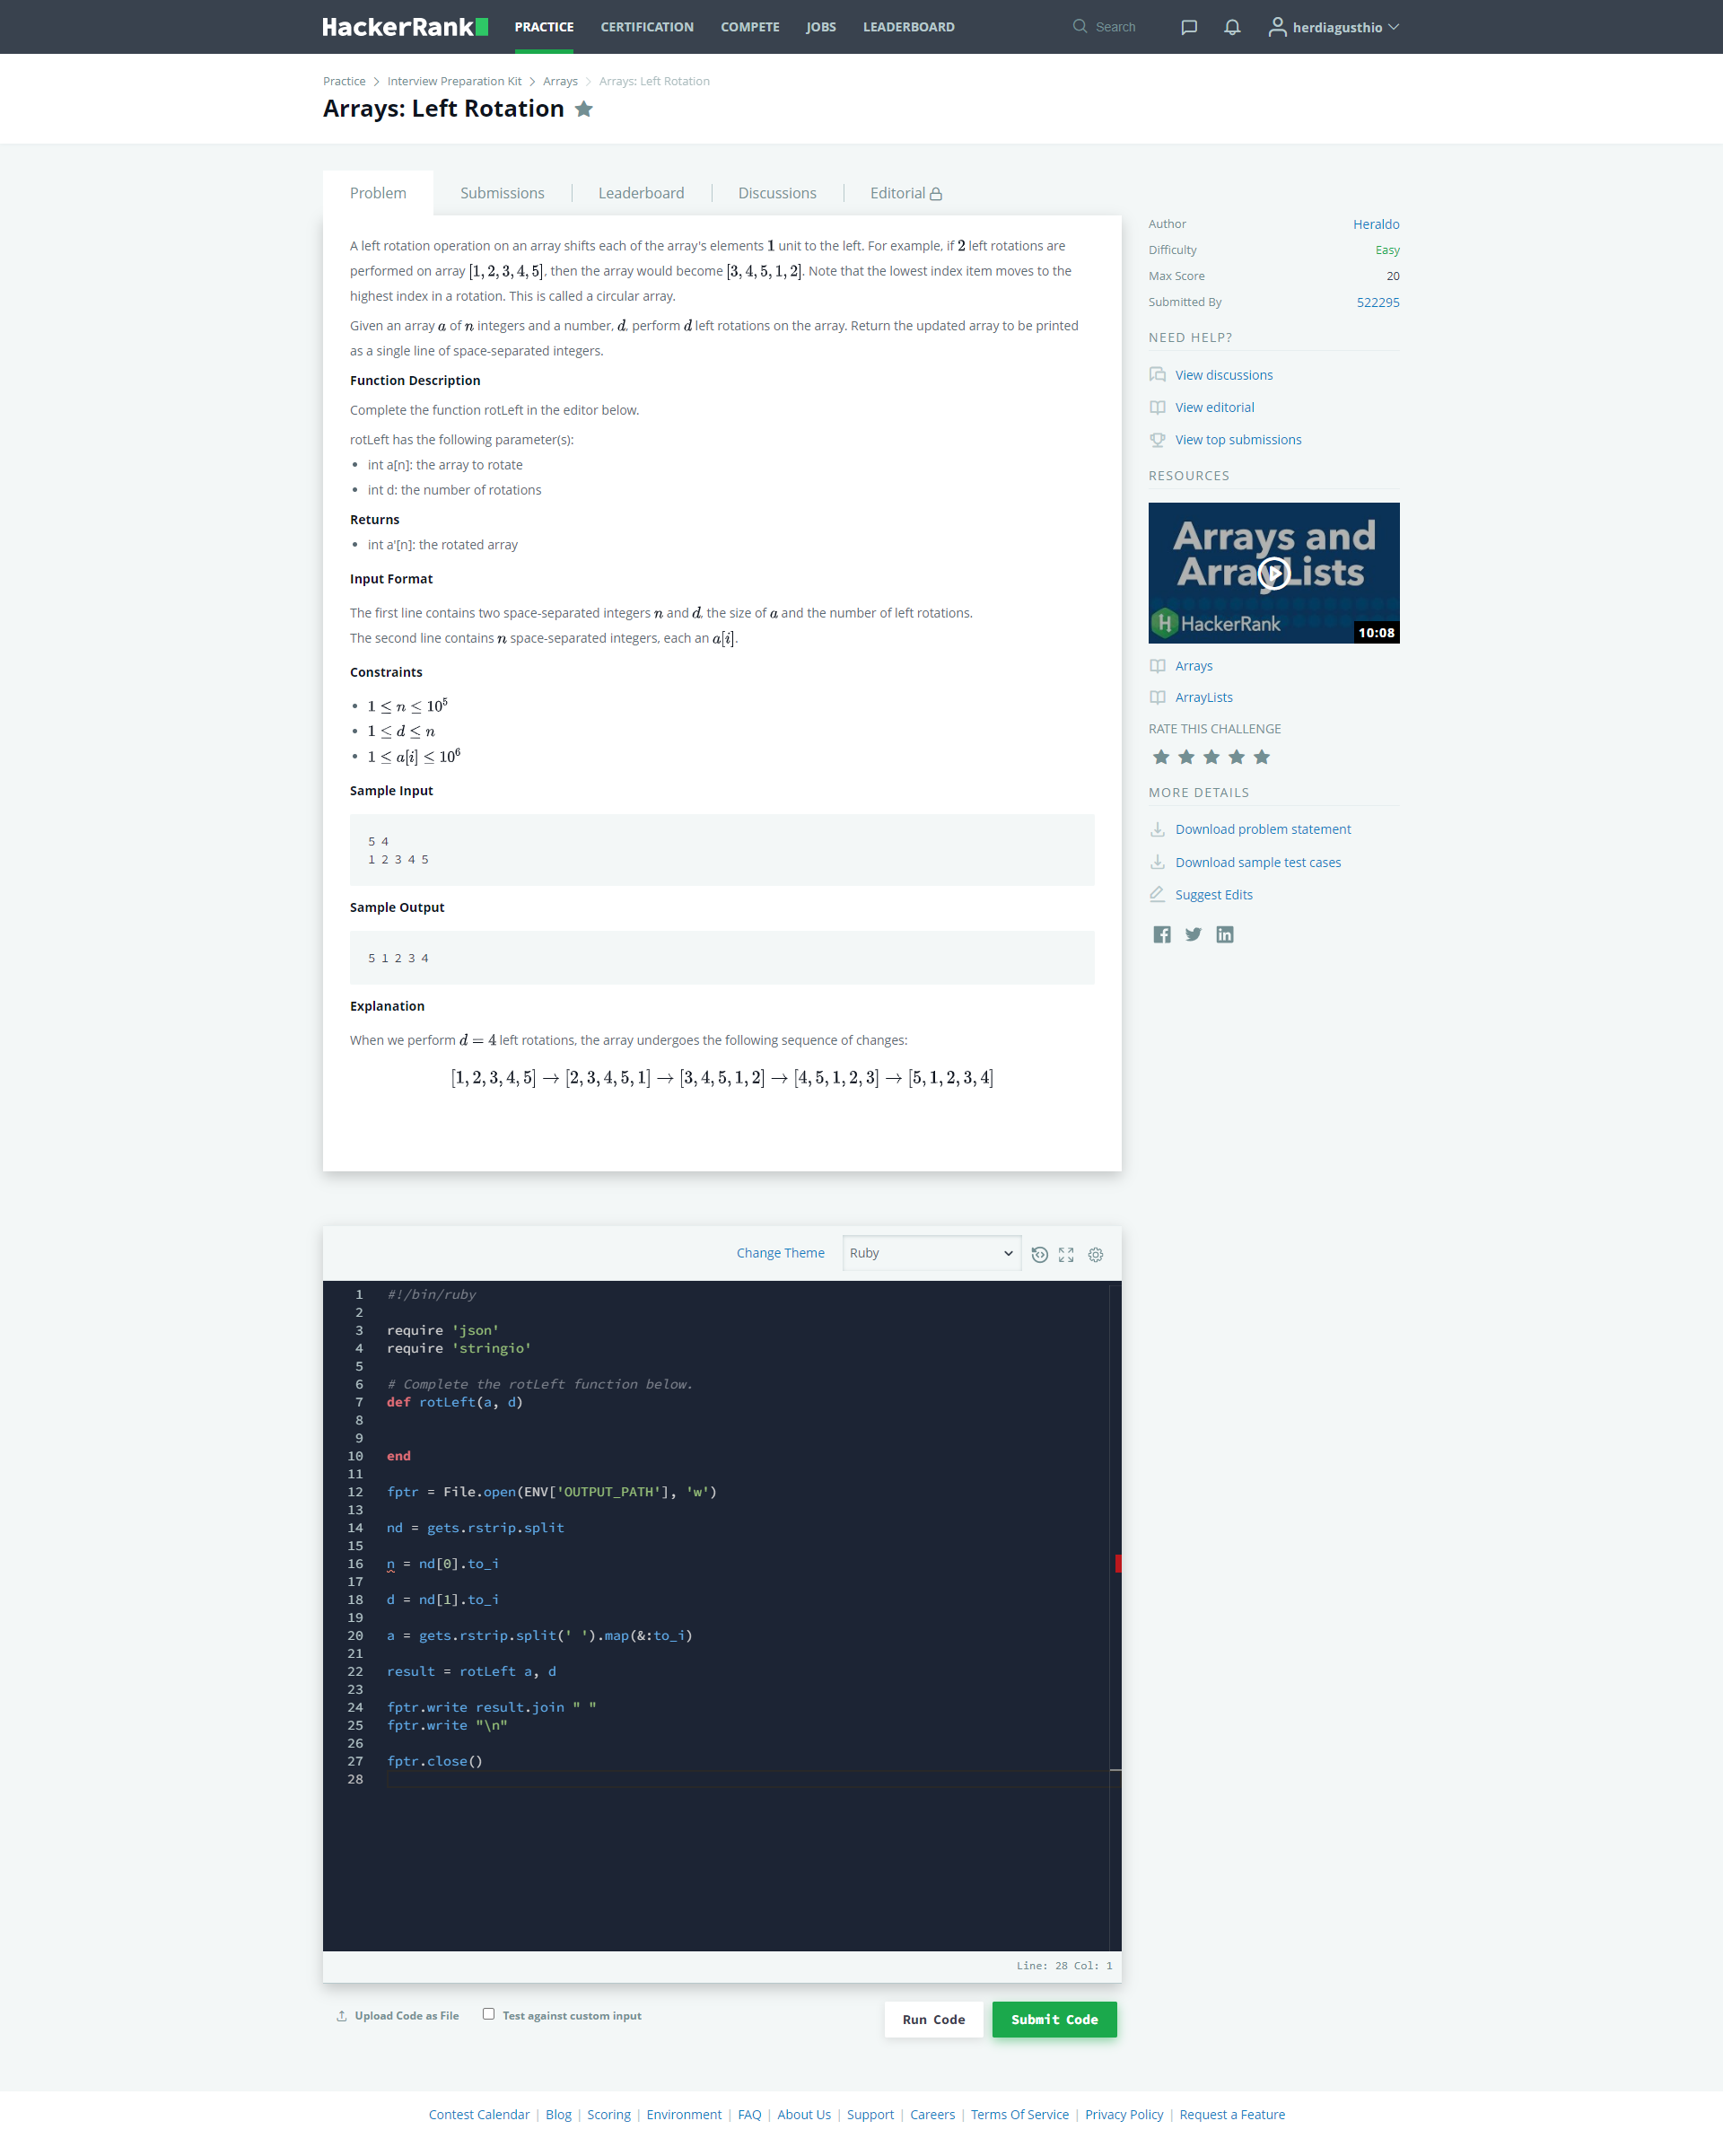 HackerRank
PRACTICE CERTIFICATION COMPETE JOBS LEADERBOARD Search herdiagusthio
Practice > Interview Preparation Kit > Arrays > Arrays: Left Rotation
Arrays: Left Rotation
Problem Submissions Leaderboard Discussions Editorial
A left rotation operation on an array shifts each of the array's elements 1 unit to the left. For example, if 2 left rotations are
performed on array [1, 2, 3, 4, 5], then the array would become [3, 4, 5, 1, 2]. Note that the lowest index item moves to the
highest index in a rotation. This is called a circular array.
Given an array a of n integers and a number, d, perform d left rotations on the array. Return the updated array to be printed
as a single line of space-separated integers.
Function Description
Complete the function rotLeft in the editor below.
rotLeft has the following parameter(s):
• int a[n]: the array to rotate
• int d: the number of rotations
Returns
• int a'[n]: the rotated array
Input Format
The first line contains two space-separated integers n and d, the size of a and the number of left rotations.
The second line contains n space-separated integers, each an a[i].
Constraints
• 1 ≤ n ≤ 10⁵
• 1 ≤ d ≤ n
• 1 ≤ a[i] ≤ 10⁶
Sample Input
5 4
1 2 3 4 5
Sample Output
5 1 2 3 4
Explanation
When we perform d = 4 left rotations, the array undergoes the following sequence of changes:
[1, 2, 3, 4, 5] → [2, 3, 4, 5, 1] → [3, 4, 5, 1, 2] → [4, 5, 1, 2, 3] → [5, 1, 2, 3, 4]
Author Heraldo
Difficulty Easy
Max Score 20
Submitted By 522295
NEED HELP?
View discussions
View editorial
View top submissions
RESOURCES
Arrays and
ArrayLists
HackerRank
10:08
Arrays
ArrayLists
RATE THIS CHALLENGE
MORE DETAILS
Download problem statement
Download sample test cases
Suggest Edits
Change Theme Ruby
1 #!/bin/ruby
2
3 require 'json'
4 require 'stringio'
5
6 # Complete the rotLeft function below.
7 def rotLeft(a, d)
8
9
10 end
11
12 fptr = File.open(ENV['OUTPUT_PATH'], 'w')
13
14 nd = gets.rstrip.split
15
16 n = nd[0].to_i
17
18 d = nd[1].to_i
19
20 a = gets.rstrip.split(' ').map(&:to_i)
21
22 result = rotLeft a, d
23
24 fptr.write result.join " "
25 fptr.write "\n"
26
27 fptr.close()
28
Line: 28 Col: 1
Upload Code as File Test against custom input Run Code Submit Code
Contest Calendar | Blog | Scoring | Environment | FAQ | About Us | Support | Careers | Terms Of Service | Privacy Policy | Request a Feature